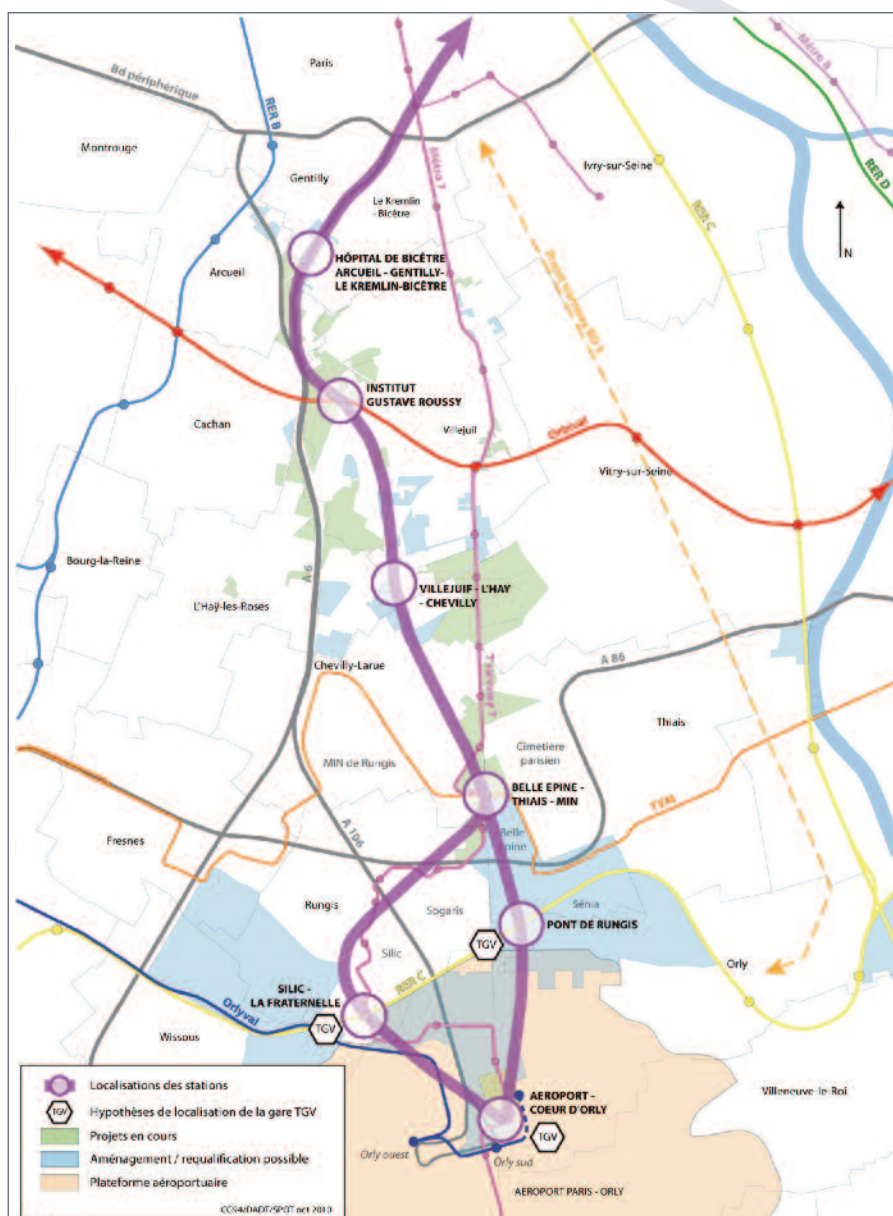 Paris
Métro 8
Bd périphérique
RER B
Montrouge
Métro 7
Ivry-sur-Seine
RER D
Gentilly
Le Kremlin
- Bicêtre
RER C
N
HÔPITAL DE BICÊTRE
ARCUEIL - GENTILLY-
LE KREMLIN-BICÊTRE
Arcueil
INSTITUT
GUSTAVE ROUSSY
Cachan
Villejuif
Orbival
Vitry-sur-Seine
Bourg-la-Reine
A 6
VILLEJUIF - L'HAY
- CHEVILLY
L'Haÿ-les-Roses
Chevilly-Larue
Tramway 7
A 86
Thiais
Cimetière
parisien
MIN de Rungis
BELLE EPINE -
THIAIS - MIN
TVM
Belle
Epine
Fresnes
A 106
Rungis
Sogaris
Sénia
PONT DE RUNGIS
TGV
Silic
Orly
RER C
SILIC -
LA FRATERNELLE
Orlyval
TGV
Wissous
Villeneuve-le-Roi
AEROPORT -
COEUR D'ORLY
TGV
Orly ouest
Orly sud
AEROPORT PARIS - ORLY
Localisations des stations
TGV Hypothèses de localisation de la gare TGV
Projets en cours
Aménagement / requalification possible
Plateforme aéroportuaire
CG94/DADT/SPOT oct 2010